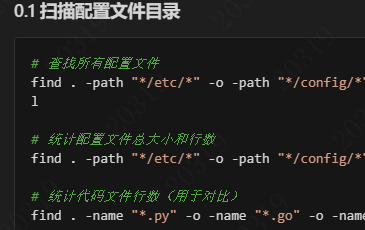 0.1 扫描配置文件目录
# 查找所有配置文件
find . -path "*/etc/*" -o -path "*/config/*"
l
# 统计配置文件总大小和行数
find . -path "*/etc/*" -o -path "*/config/*"
# 统计代码文件行数（用于对比）
find . -name "*.py" -o -name "*.go" -o -name